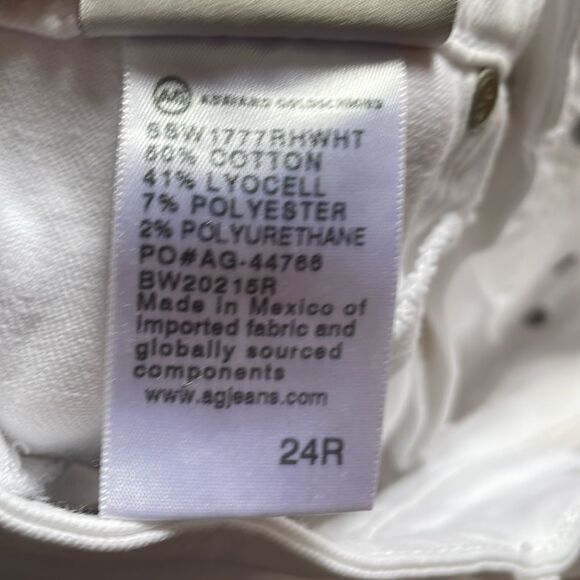 AG ADRIANO GOLDSCHMIED
SSW1777RHWHT
50% COTTON
41% LYOCELL
7% POLYESTER
2% POLYURETHANE
PO#AG-44766
BW20215R
Made in Mexico of
Imported fabric and
globally sourced
components
www.agjeans.com
24R